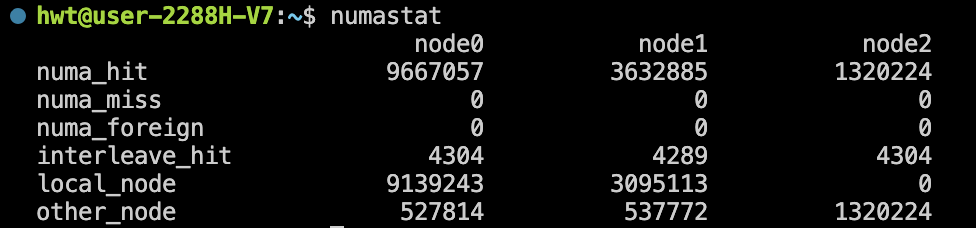 hwt@user-2288H-V7:~$ numastat
node0 node1 node2
numa_hit 9667057 3632885 1320224
numa_miss 0 0 0
numa_foreign 0 0 0
interleave_hit 4304 4289 4304
local_node 9139243 3095113 0
other_node 527814 537772 1320224